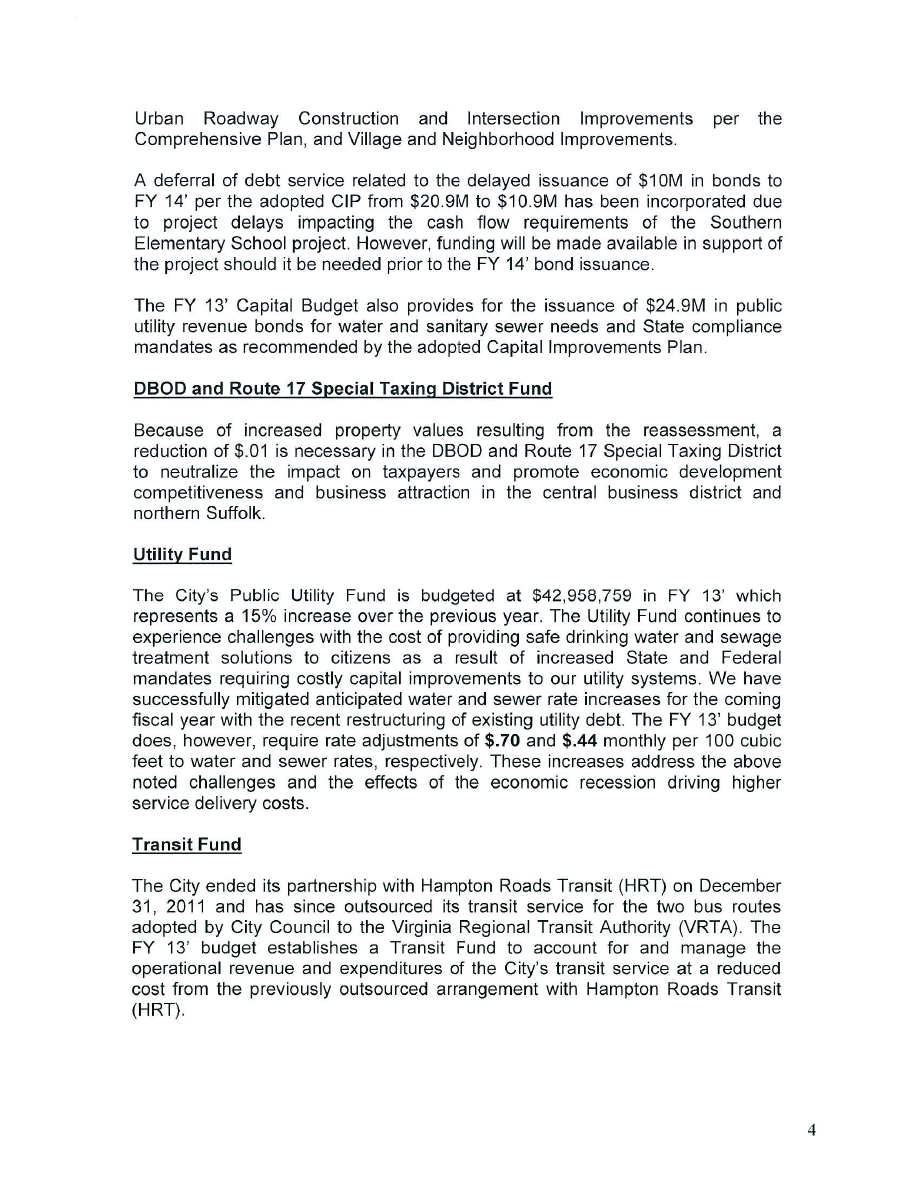 Urban Roadway Construction and Intersection Improvements per the
Comprehensive Plan, and Village and Neighborhood Improvements.
A deferral of debt service related to the delayed issuance of $10M in bonds to
FY 14' per the adopted CIP from $20.9M to $10.9M has been incorporated due
to project delays impacting the cash flow requirements of the Southern
Elementary School project. However, funding will be made available in support of
the project should it be needed prior to the FY 14' bond issuance.
The FY 13' Capital Budget also provides for the issuance of $24.9M in public
utility revenue bonds for water and sanitary sewer needs and State compliance
mandates as recommended by the adopted Capital Improvements Plan.
DBOD and Route 17 Special Taxing District Fund
Because of increased property values resulting from the reassessment, a
reduction of $.01 is necessary in the DBOD and Route 17 Special Taxing District
to neutralize the impact on taxpayers and promote economic development
competitiveness and business attraction in the central business district and
northern Suffolk.
Utility Fund
The City's Public Utility Fund is budgeted at $42,958,759 in FY 13' which
represents a 15% increase over the previous year. The Utility Fund continues to
experience challenges with the cost of providing safe drinking water and sewage
treatment solutions to citizens as a result of increased State and Federal
mandates requiring costly capital improvements to our utility systems. We have
successfully mitigated anticipated water and sewer rate increases for the coming
fiscal year with the recent restructuring of existing utility debt. The FY 13' budget
does, however, require rate adjustments of $.70 and $.44 monthly per 100 cubic
feet to water and sewer rates, respectively. These increases address the above
noted challenges and the effects of the economic recession driving higher
service delivery costs.
Transit Fund
The City ended its partnership with Hampton Roads Transit (HRT) on December
31, 2011 and has since outsourced its transit service for the two bus routes
adopted by City Council to the Virginia Regional Transit Authority (VRTA). The
FY 13' budget establishes a Transit Fund to account for and manage the
operational revenue and expenditures of the City's transit service at a reduced
cost from the previously outsourced arrangement with Hampton Roads Transit
(HRT).
4